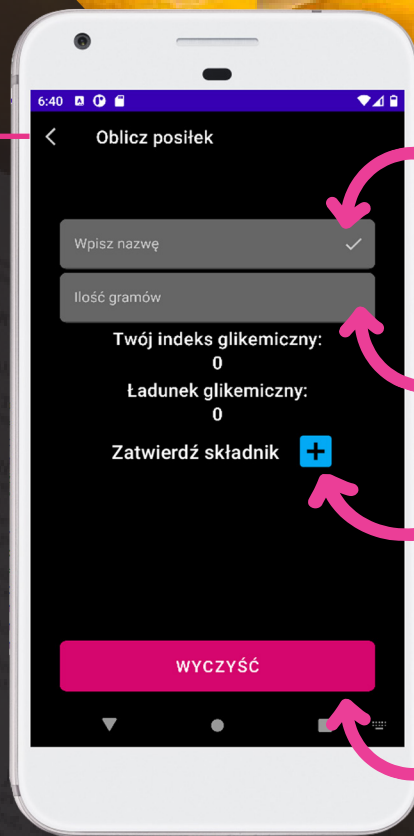 6:40
Oblicz posiłek
Wpisz nazwę
Ilość gramów
Twój indeks glikemiczny:
0
Ładunek glikemiczny:
0
Zatwierdź składnik
WYCZYŚĆ